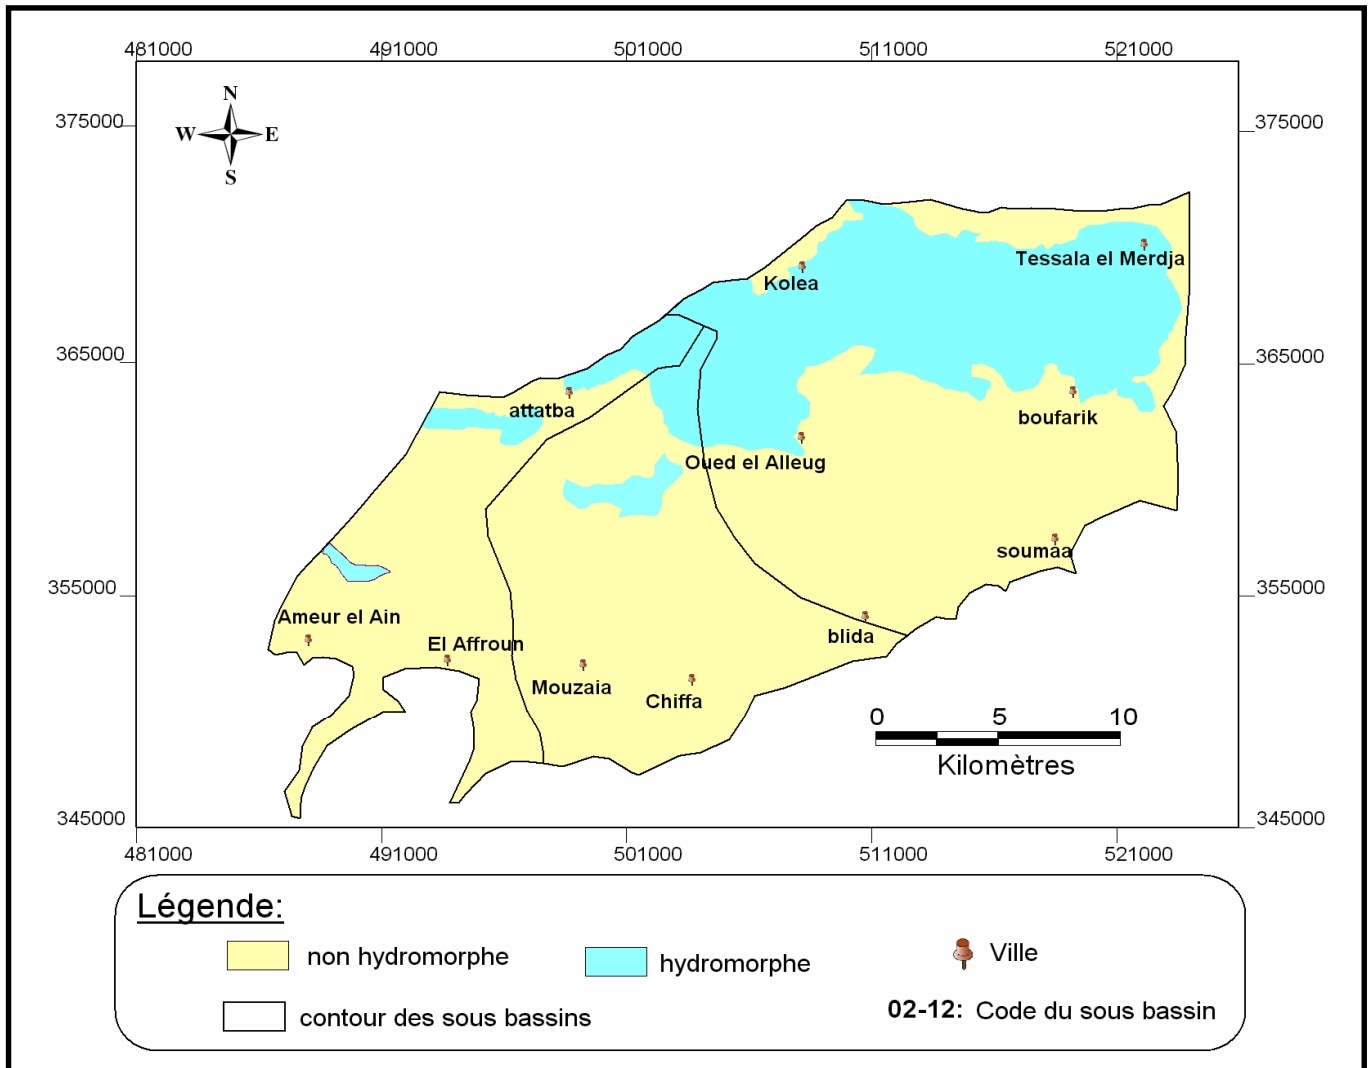 481000 491000 501000 511000 521000
N
W E
S
375000 375000
Tessala el Merdja
Kolea
365000 365000
attatba
boufarik
Oued el Alleug
soumaa
355000 355000
Ameur el Ain
blida
El Affroun
Mouzaia
Chiffa
0 5 10
Kilomètres
345000 345000
481000 491000 501000 511000 521000
Légende:
non hydromorphe
hydromorphe
Ville
contour des sous bassins
02-12: Code du sous bassin